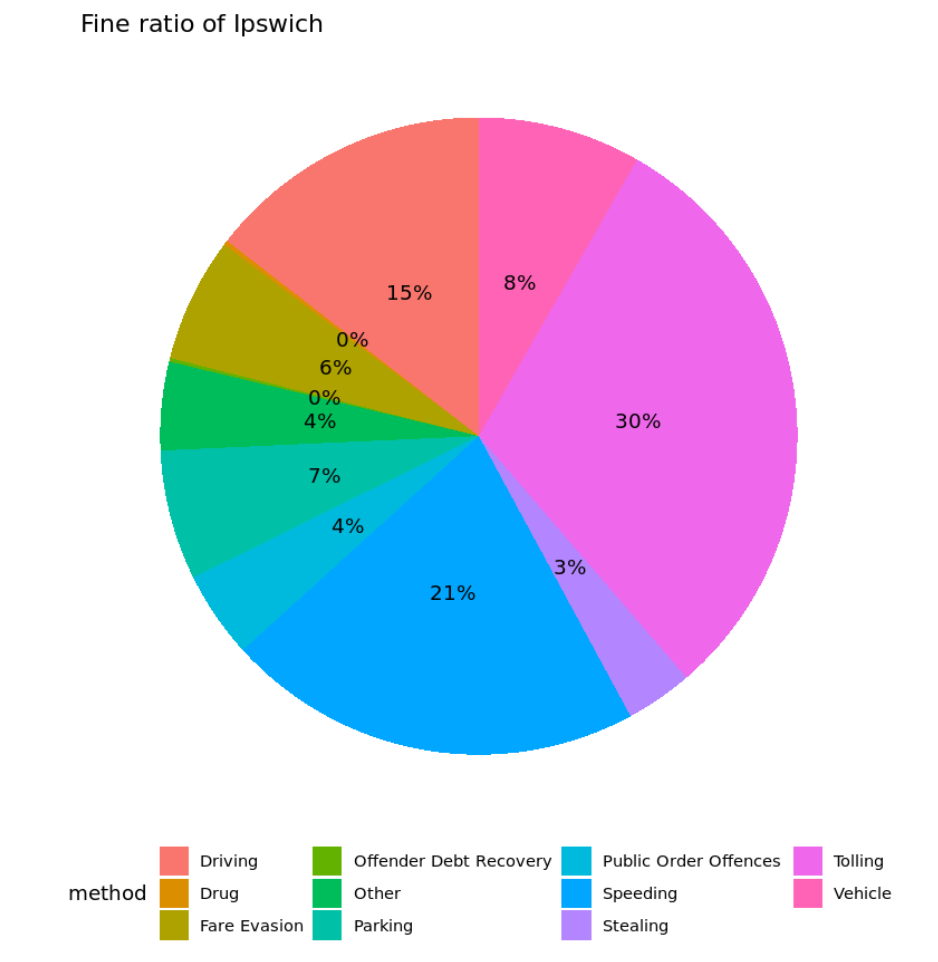 Fine ratio of Ipswich
8%
15%
0%
6%
0%
4%
30%
7%
4%
3%
21%
method
Driving
Offender Debt Recovery
Public Order Offences
Tolling
Drug
Other
Speeding
Vehicle
Fare Evasion
Parking
Stealing